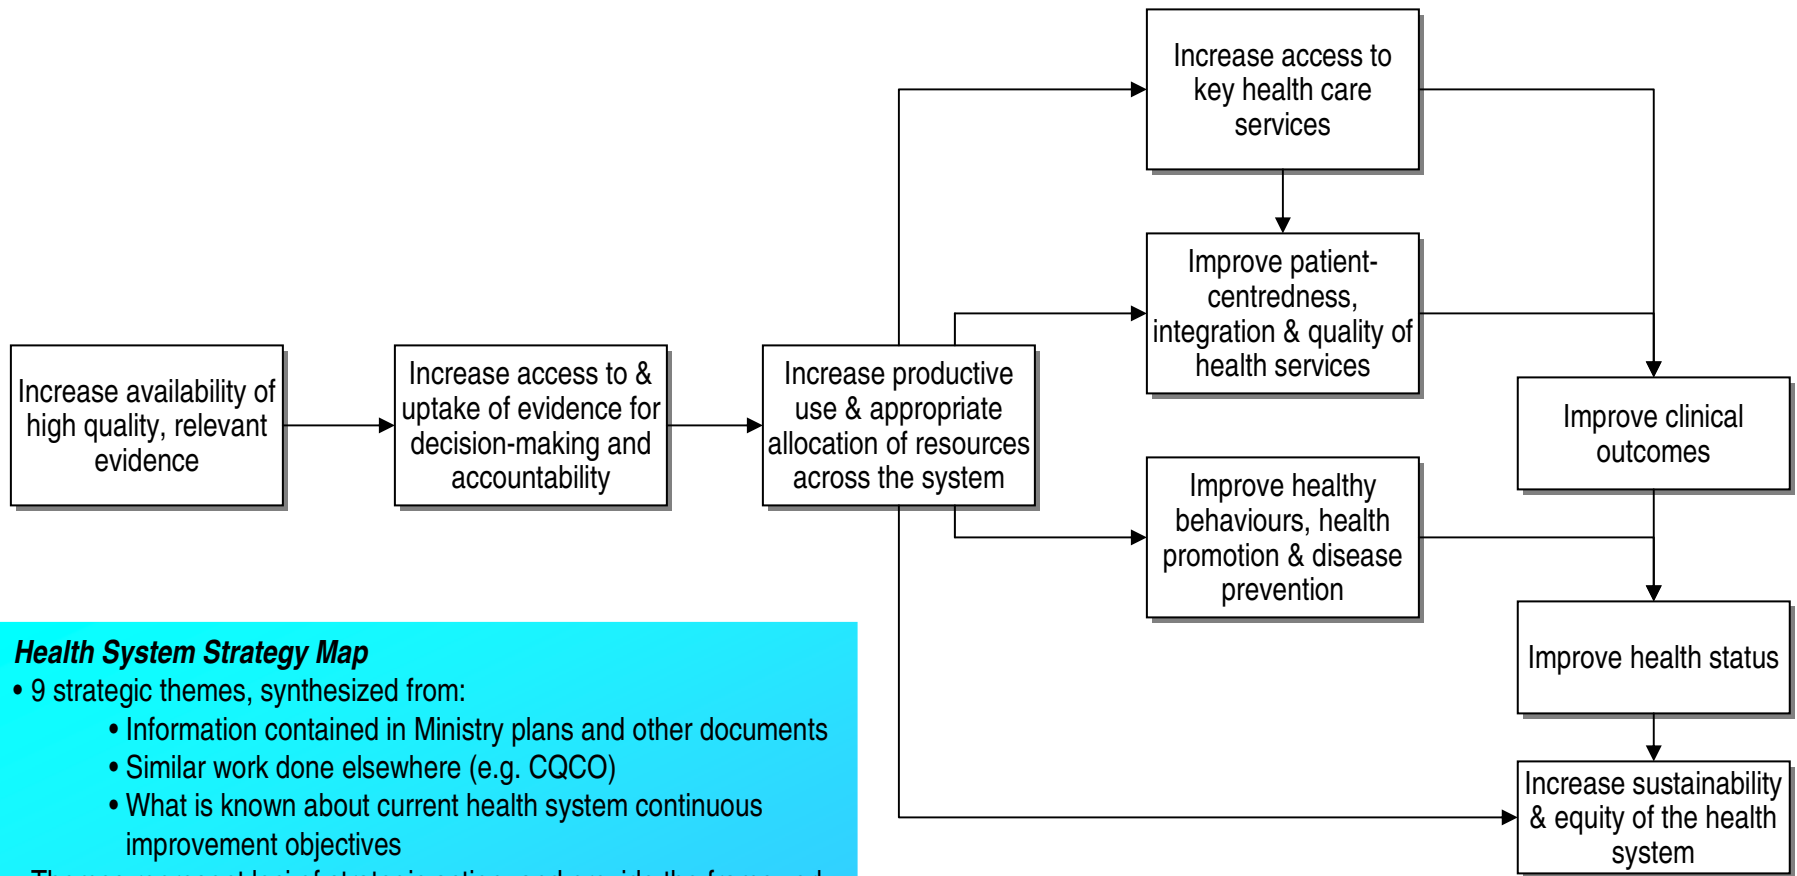 Increase access to
key health care
services
Improve patient-
centredness,
integration & quality of
health services
Increase availability of
high quality, relevant
evidence
Increase access to &
uptake of evidence for
decision-making and
accountability
Increase productive
use & appropriate
allocation of resources
across the system
Improve clinical
outcomes
Improve healthy
behaviours, health
promotion & disease
prevention
Improve health status
Increase sustainability
& equity of the health
system
Health System Strategy Map
• 9 strategic themes, synthesized from:
• Information contained in Ministry plans and other documents
• Similar work done elsewhere (e.g. CQCO)
• What is known about current health system continuous
improvement objectives